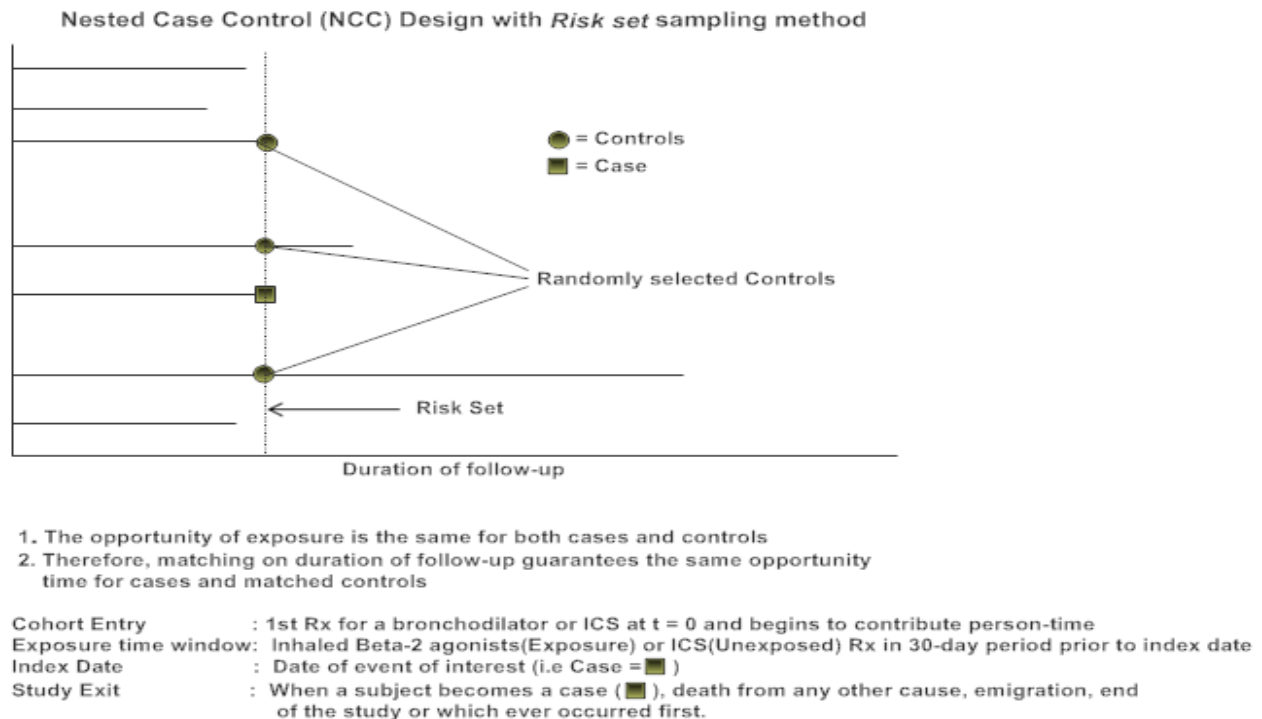 Nested Case Control (NCC) Design with Risk set sampling method
= Controls
= Case
Randomly selected Controls
Risk Set
Duration of follow-up
1. The opportunity of exposure is the same for both cases and controls
2. Therefore, matching on duration of follow-up guarantees the same opportunity
time for cases and matched controls
Cohort Entry : 1st Rx for a bronchodilator or ICS at t = 0 and begins to contribute person-time
Exposure time window: Inhaled Beta-2 agonists(Exposure) or ICS(Unexposed) Rx in 30-day period prior to index date
Index Date : Date of event of interest (i.e Case = )
Study Exit : When a subject becomes a case ( ), death from any other cause, emigration, end
of the study or which ever occurred first.